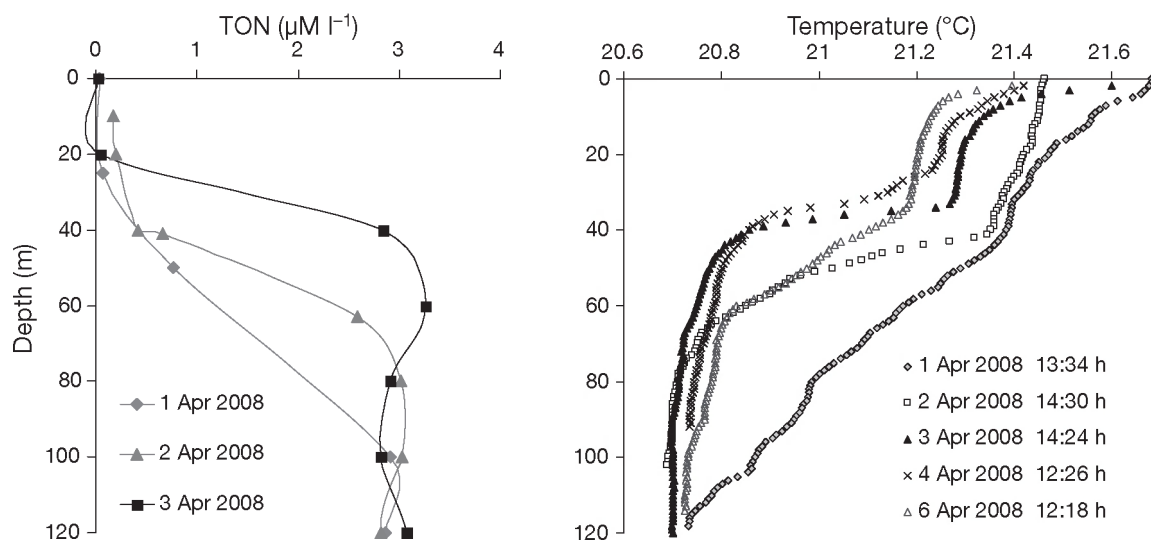 TON (µM l⁻¹)
0 1 2 3 4
0
20
40
60
80
100
120
Depth (m)
1 Apr 2008
2 Apr 2008
3 Apr 2008
Temperature (°C)
20.6 20.8 21 21.2 21.4 21.6
0
20
40
60
80
100
120
1 Apr 2008 13:34 h
2 Apr 2008 14:30 h
3 Apr 2008 14:24 h
4 Apr 2008 12:26 h
6 Apr 2008 12:18 h